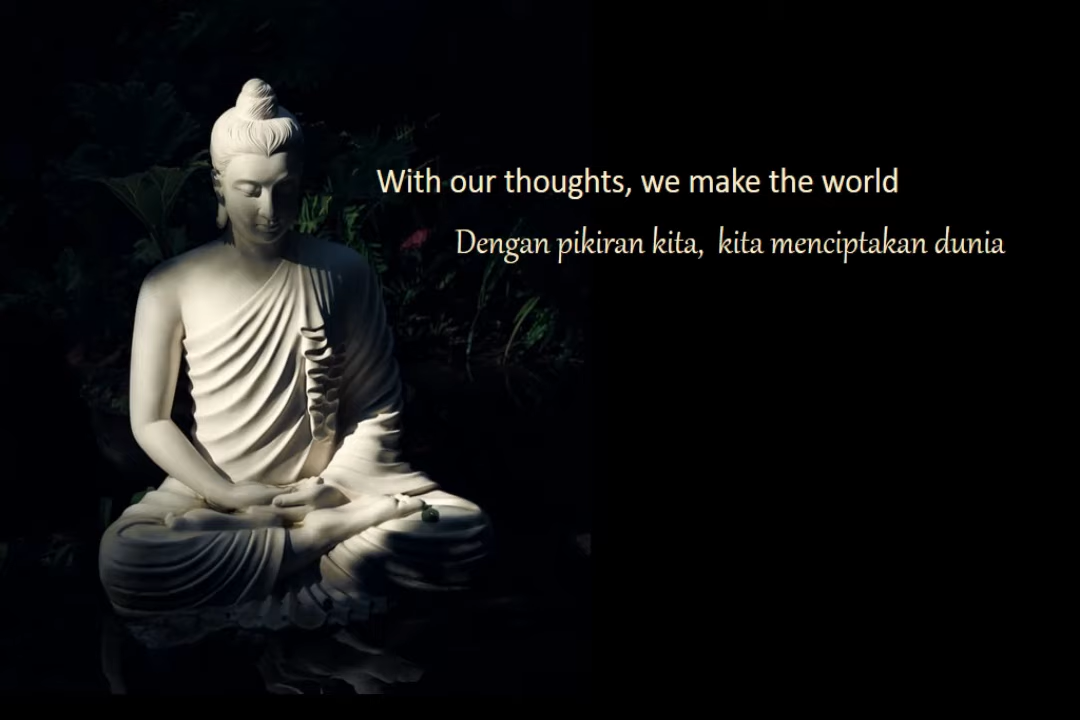 With our thoughts, we make the world
Dengan pikiran kita, kita menciptakan dunia